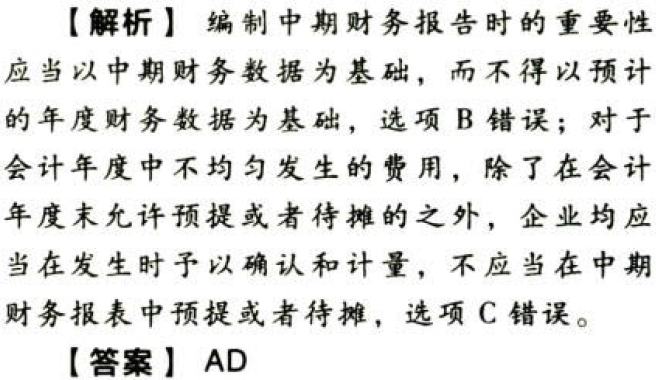 【解析】 编制中期财务报告时的重要性
应当以中期财务数据为基础，而不得以预计
的年度财务数据为基础，选项 B 错误；对于
会计年度中不均匀发生的费用，除了在会计
年度末允许预提或者待摊的之外，企业均应
当在发生时予以确认和计量，不应当在中期
财务报表中预提或者待摊，选项 C 错误。
【答案】 AD